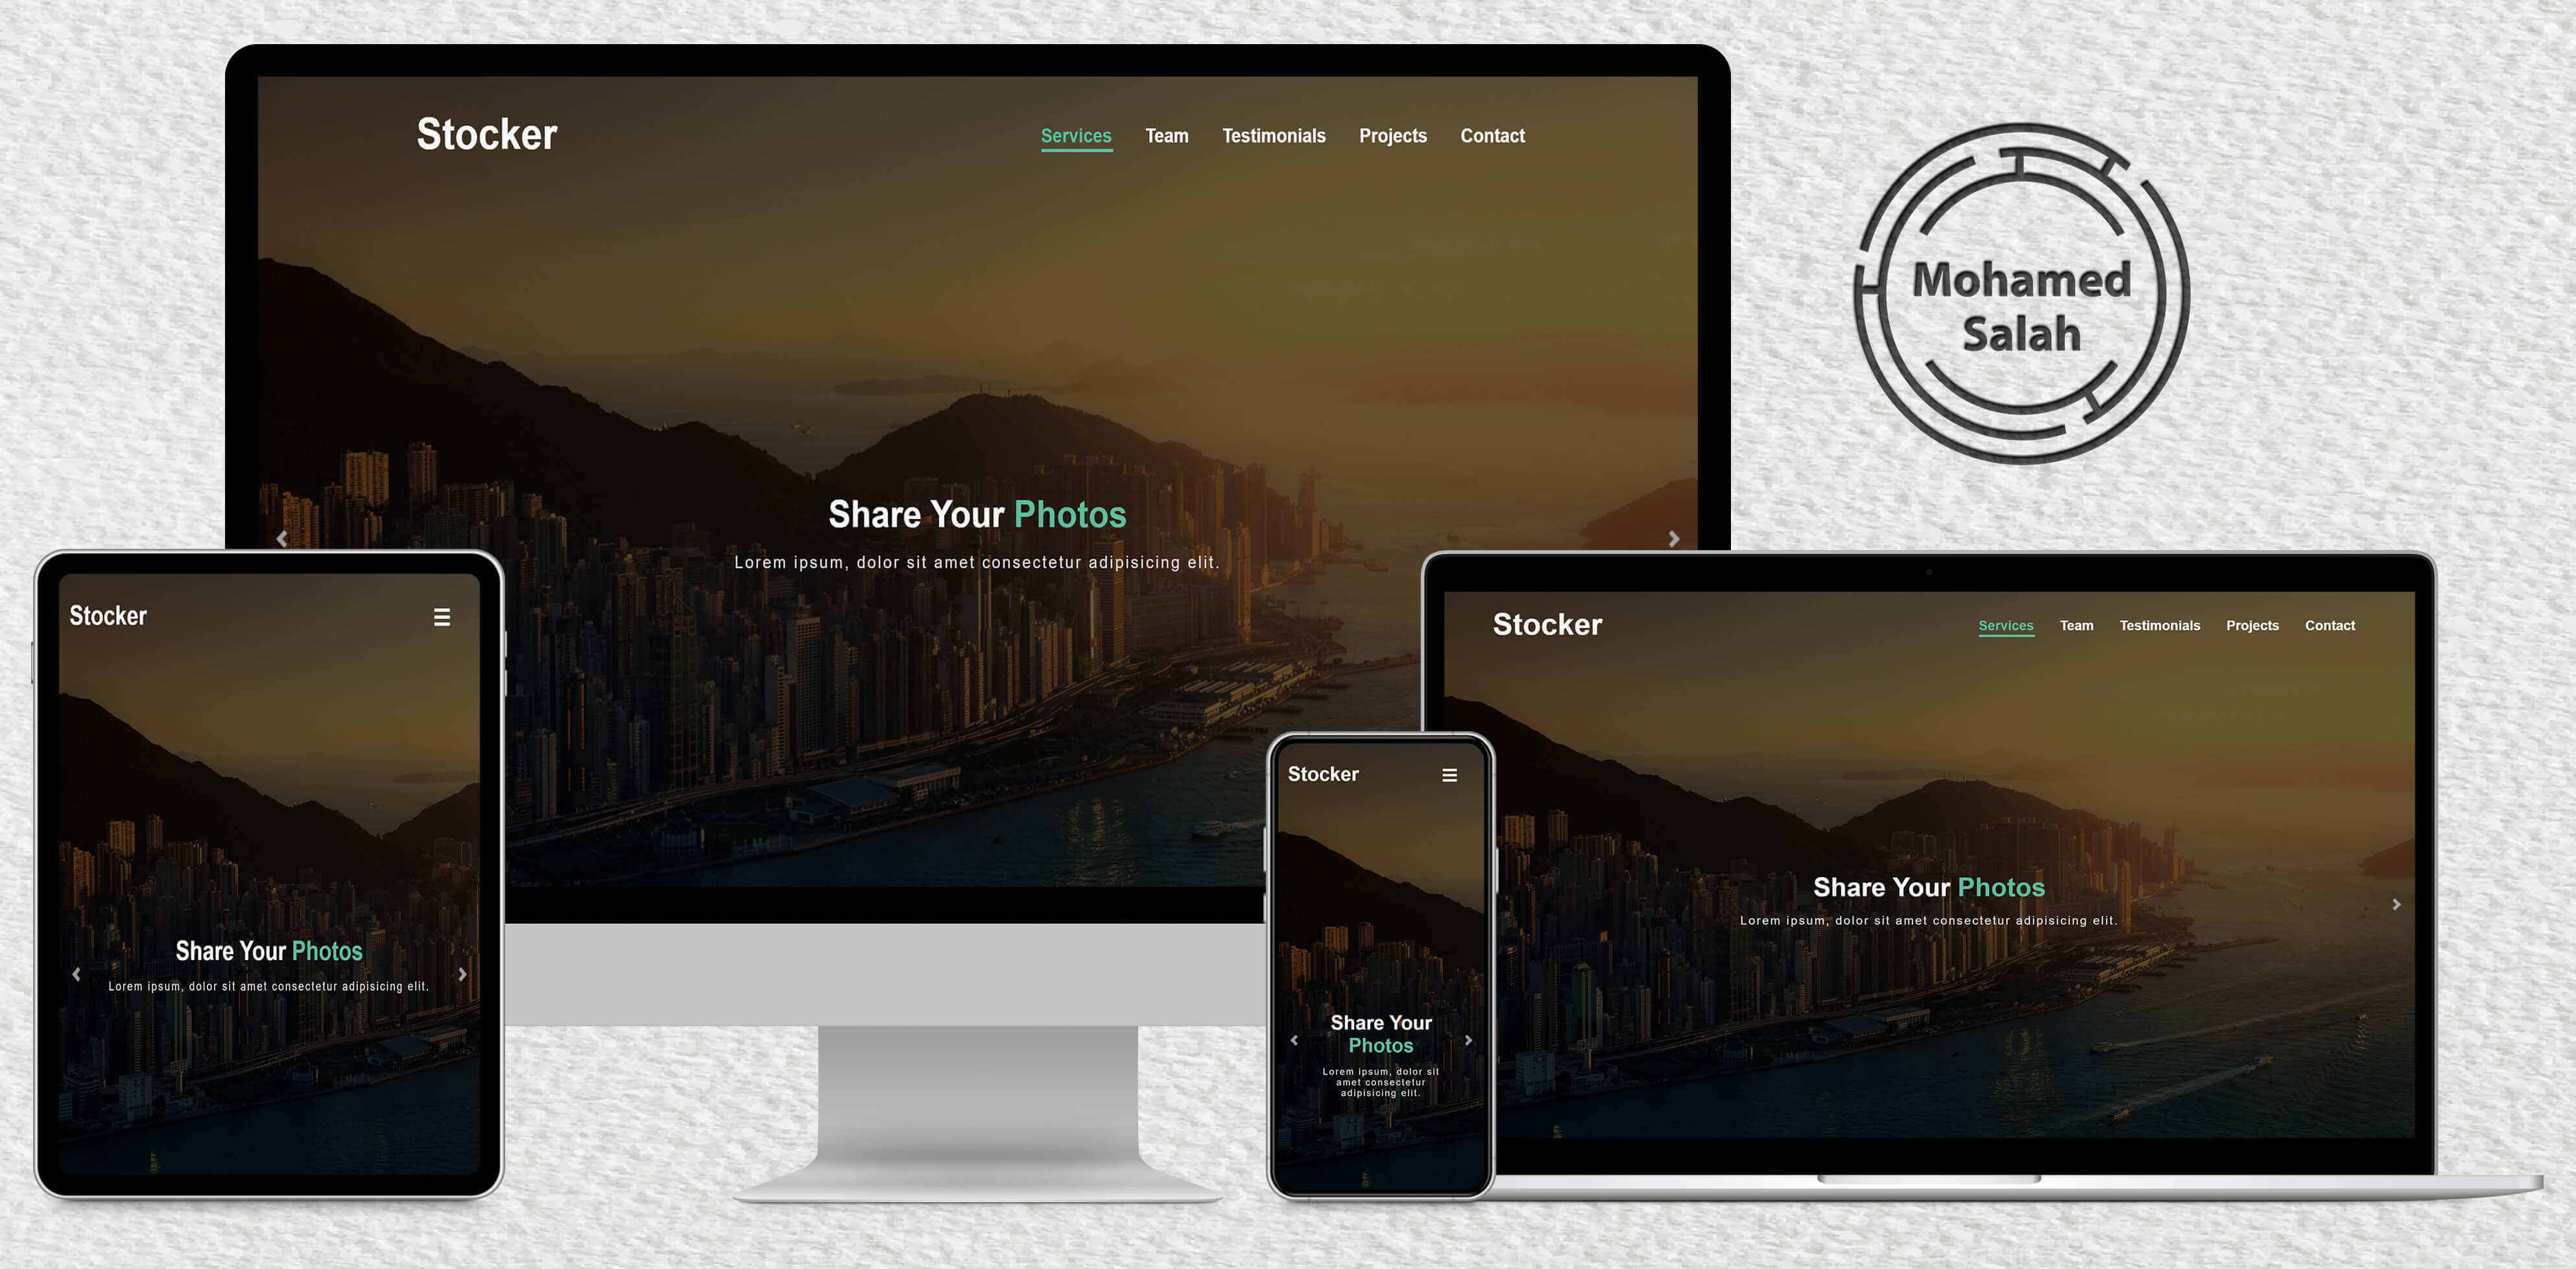 Stocker
Services Team Testimonials Projects Contact
Share Your Photos
Lorem ipsum, dolor sit amet consectetur adipisicing elit.
Mohamed
Salah
Stocker
Share Your Photos
Lorem ipsum, dolor sit amet consectetur adipisicing elit.
Stocker
Share Your
Photos
Lorem ipsum, dolor sit
amet consectetur
adipisicing elit.
Stocker
Services Team Testimonials Projects Contact
Share Your Photos
Lorem ipsum, dolor sit amet consectetur adipisicing elit.